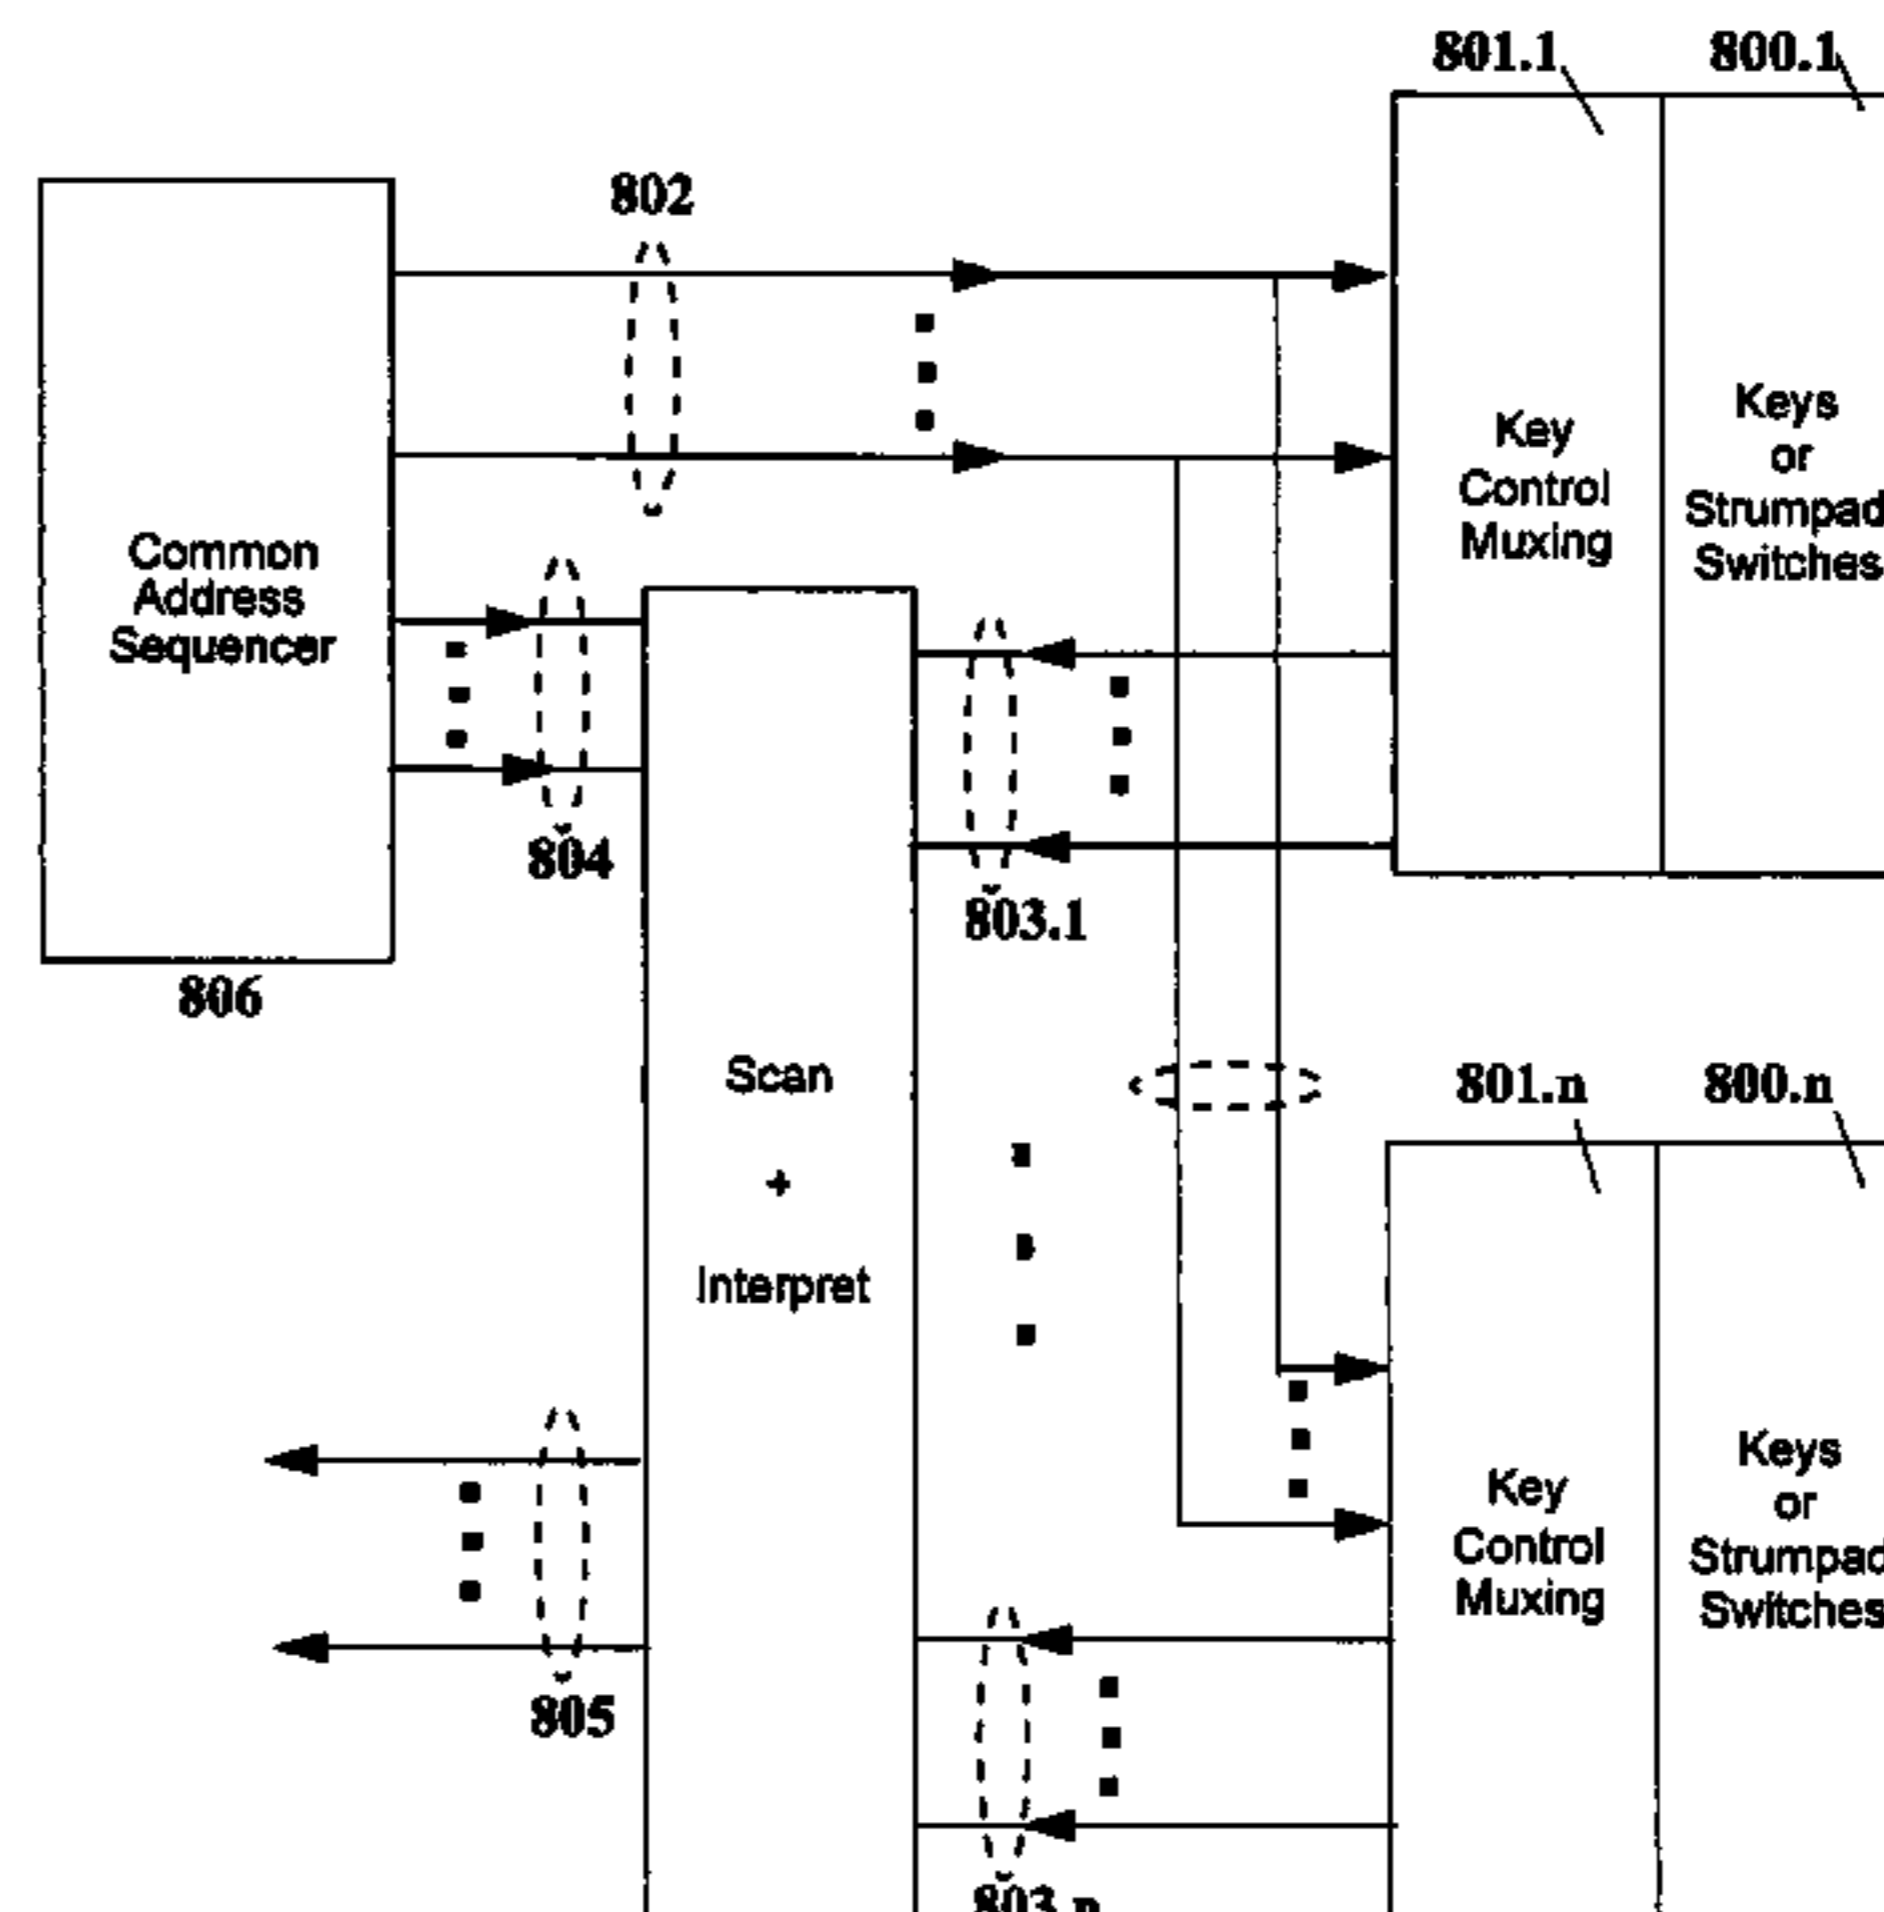 801.1
800.1
802
Keys
or
Strumpad
Switches
Key
Control
Muxing
Common
Address
Sequencer
804
803.1
806
Scan
+
Interpret
801.n
800.n
Keys
or
Strumpad
Switches
Key
Control
Muxing
805
803.n